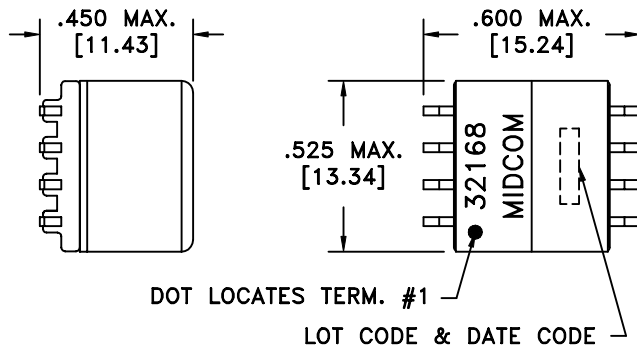 .450 MAX.
[11.43]
.600 MAX.
[15.24]
.525 MAX.
[13.34]
32168
MIDCOM
DOT LOCATES TERM. #1
LOT CODE & DATE CODE